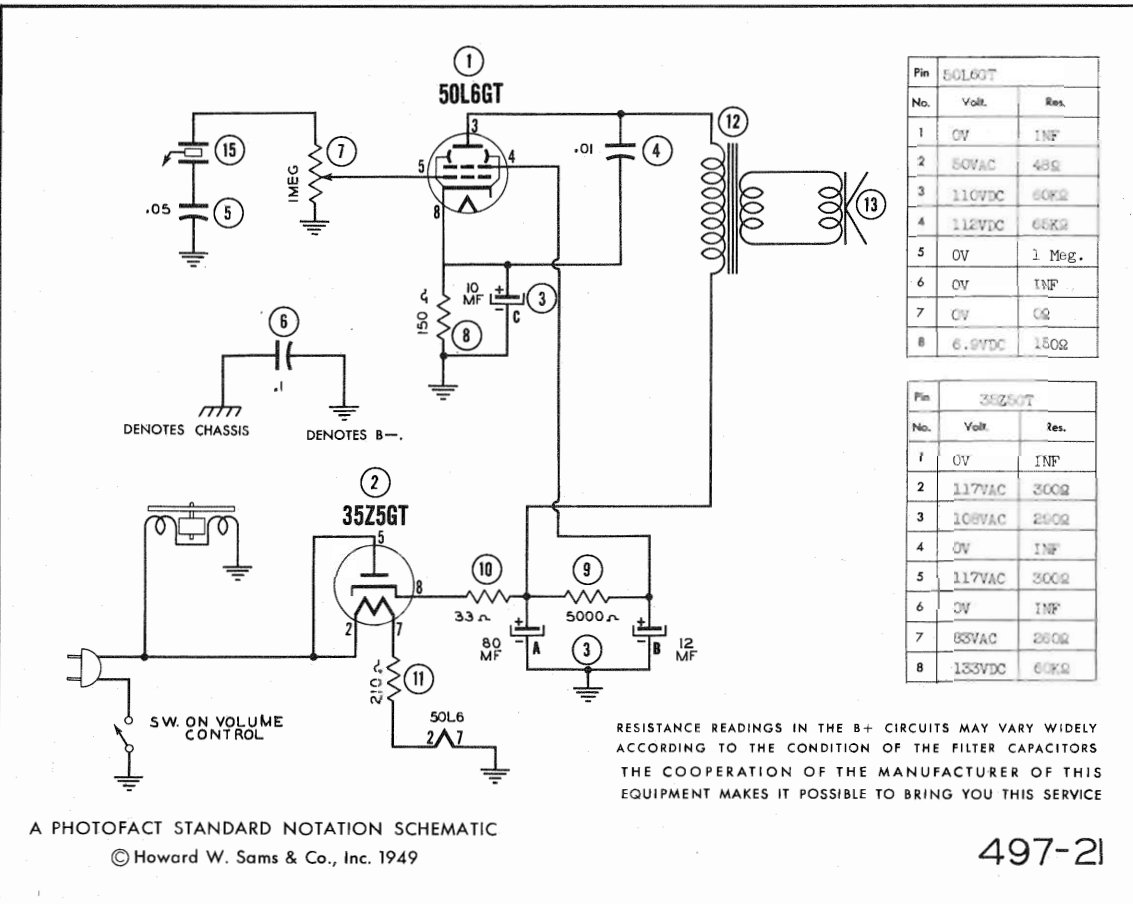 1
50L6GT
3
5
4
8
15
7
1MEG
.05
5
.01
4
12
13
10
MF
+
-
C
3
150 Ω
8
6
.1
DENOTES CHASSIS
DENOTES B—.
2
35Z5GT
5
8
2
7
10
33 Ω
9
5000 Ω
80
MF
+
-
A
3
+
-
B
12
MF
210 Ω
11
50L6
2 7
SW. ON VOLUME
CONTROL
Pin 50L6GT
No. Volt. Res.
1 0V INF
2 50VAC 48Ω
3 110VDC 60KΩ
4 112VDC 65KΩ
5 0V 1 Meg.
6 0V INF
7 0V 0Ω
8 6.9VDC 150Ω
Pin 35Z5GT
No. Volt. Res.
1 0V INF
2 117VAC 300Ω
3 108VAC 290Ω
4 0V INF
5 117VAC 300Ω
6 0V INF
7 83VAC 260Ω
8 133VDC 60KΩ
RESISTANCE READINGS IN THE B+ CIRCUITS MAY VARY WIDELY
ACCORDING TO THE CONDITION OF THE FILTER CAPACITORS
THE COOPERATION OF THE MANUFACTURER OF THIS
EQUIPMENT MAKES IT POSSIBLE TO BRING YOU THIS SERVICE
A PHOTOFACT STANDARD NOTATION SCHEMATIC
© Howard W. Sams & Co., Inc. 1949
497-21